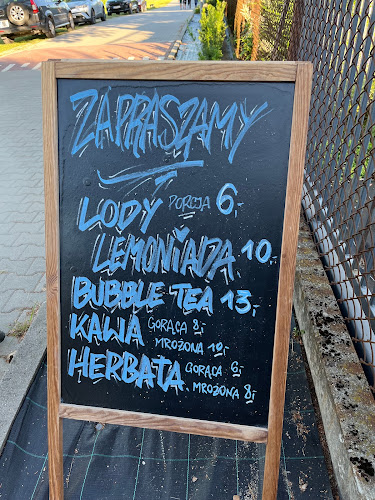 ZAPRASZAMY
LODY PORCJA 6,-
LEMONIADA 10,-
BUBBLE TEA 13,-
KAWA GORĄCA 8,-
MROŻONA 10,-
HERBATA GORĄCA 6,-
MROŻONA 8,-